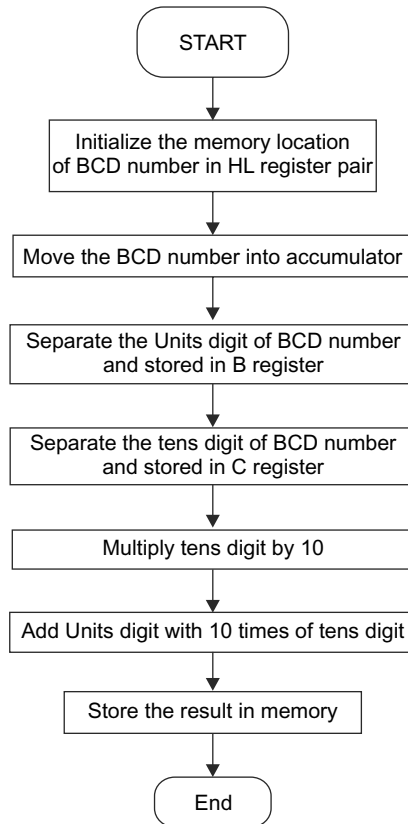 START
Initialize the memory location
of BCD number in HL register pair
Move the BCD number into accumulator
Separate the Units digit of BCD number
and stored in B register
Separate the tens digit of BCD number
and stored in C register
Multiply tens digit by 10
Add Units digit with 10 times of tens digit
Store the result in memory
End